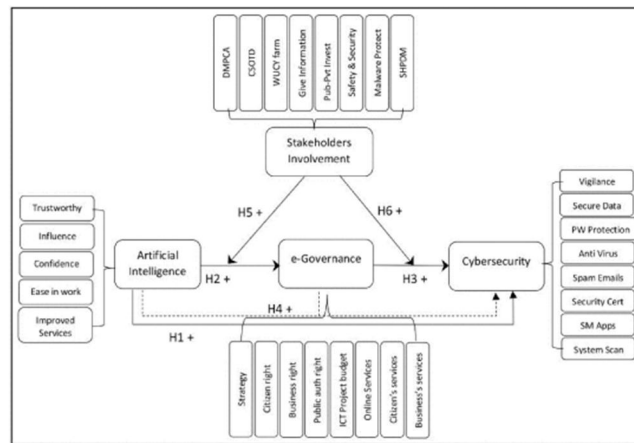 DMPCA
CSOTD
WUCY farm
Give Information
Pub-Pvt Invest
Safety & Security
Malware Protect
SHPDM
Stakeholders
Involvement
H5 +
H6 +
Trustworthy
Influence
Confidence
Ease in work
Improved
Services
Artificial
Intelligence
H2 +
e-Governance
H3 +
Cybersecurity
H4 +
H1 +
Vigilance
Secure Data
PW Protection
Anti Virus
Spam Emails
Security Cert
SM Apps
System Scan
Strategy
Citizen right
Business right
Public auth right
ICT Project budget
Online Services
Citizen's services
Business's services